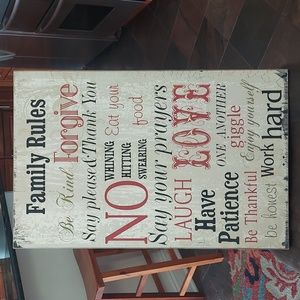 Family Rules
Be Kind Forgive
Say please & Thank You
NO WHINING HITTING SWEARING Eat your food
Say your prayers
LAUGH LOVE
Have Patience ONE ANOTHER giggle
Be Thankful Enjoy yourself
be honest Work hard